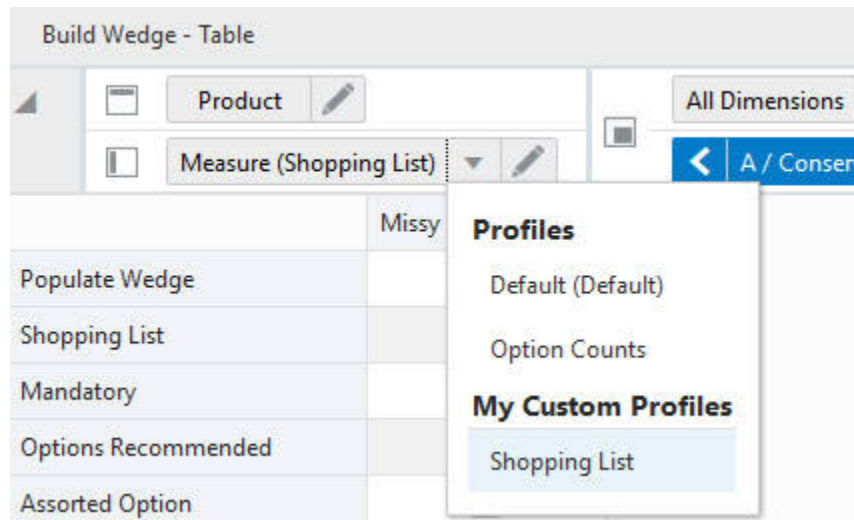 Build Wedge - Table
Product
All Dimensions
Measure (Shopping List)
A / Conser
Missy
Profiles
Populate Wedge
Default (Default)
Shopping List
Option Counts
Mandatory
My Custom Profiles
Options Recommended
Shopping List
Assorted Option